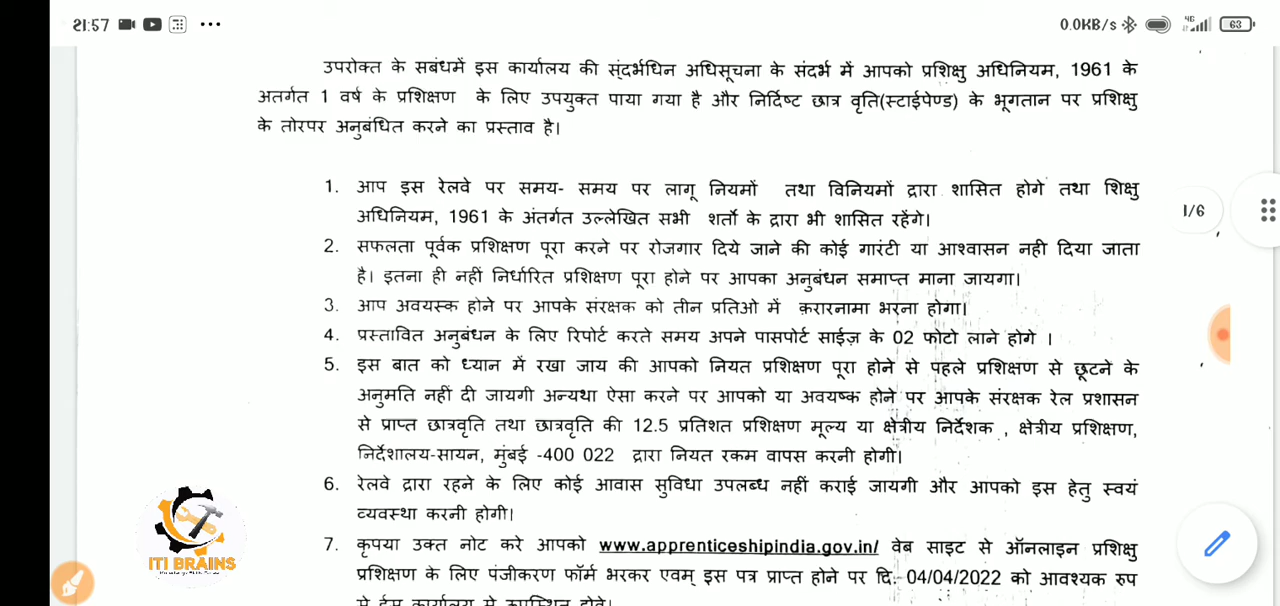 21:57
0.0KB/s 4G 63
उपरोक्त के सबंधमें इस कार्यालय की संदर्भधिन अधिसूचना के संदर्भ में आपको प्रशिक्षु अधिनियम, 1961 के
अतर्गत 1 वर्ष के प्रशिक्षण के लिए उपयुक्त पाया गया है और निर्दिष्ट छात्र वृति(स्टाईपेण्ड) के भूगतान पर प्रशिक्षु
के तोरपर अनुबंधित करने का प्रस्ताव है।
1. आप इस रेलवे पर समय- समय पर लागू नियमों तथा विनियमों द्रारा शासित होगे तथा शिक्षु
अधिनियम, 1961 के अंतर्गत उल्लेखित सभी शर्तो के द्रारा भी शासित रहेंगे।
1/6
2. सफलता पूर्वक प्रशिक्षण पूरा करने पर रोजगार दिये जाने की कोई गारंटी या आश्वासन नही दिया जाता
है। इतना ही नहीं निर्धारित प्रशिक्षण पूरा होने पर आपका अनुबंधन समाप्त माना जायगा।
3. आप अवयस्क होने पर आपके संरक्षक को तीन प्रतिओ में क़रारनामा भरना होगा।
4. प्रस्तावित अनुबंधन के लिए रिपोर्ट करते समय अपने पासपोर्ट साईज़ के 02 फोटो लाने होगे ।
5. इस बात को ध्यान में रखा जाय की आपको नियत प्रशिक्षण पूरा होने से पहले प्रशिक्षण से छूटने के
अनुमति नहीं दी जायगी अन्यथा ऐसा करने पर आपको या अवयष्क होने पर आपके संरक्षक रेल प्रशासन
से प्राप्त छात्रवृति तथा छात्रवृति की 12.5 प्रतिशत प्रशिक्षण मूल्य या क्षेत्रीय निर्देशक , क्षेत्रीय प्रशिक्षण,
निर्देशालय-सायन, मुंबई -400 022 द्रारा नियत रकम वापस करनी होगी।
6. रेलवे द्रारा रहने के लिए कोई आवास सुविधा उपलब्ध नहीं कराई जायगी और आपको इस हेतु स्वयं
व्यवस्था करनी होगी।
7. कृपया उक्त नोट करे आपको www.apprenticeshipindia.gov.in/ वेब साइट से ऑनलाइन प्रशिक्षु
प्रशिक्षण के लिए पंजीकरण फॉर्म भरकर एवम् इस पत्र प्राप्त होने पर दि:- 04/04/2022 को आवश्यक रुप
ITI BRAINS